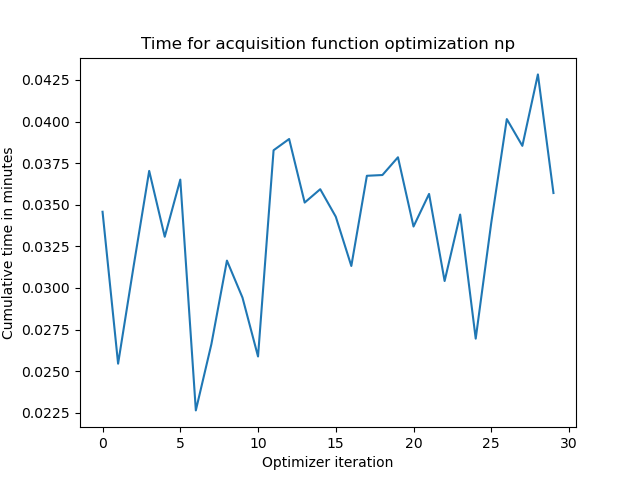 Time for acquisition function optimization np
Cumulative time in minutes
0.0425
0.0400
0.0375
0.0350
0.0325
0.0300
0.0275
0.0250
0.0225
0 5 10 15 20 25 30
Optimizer iteration